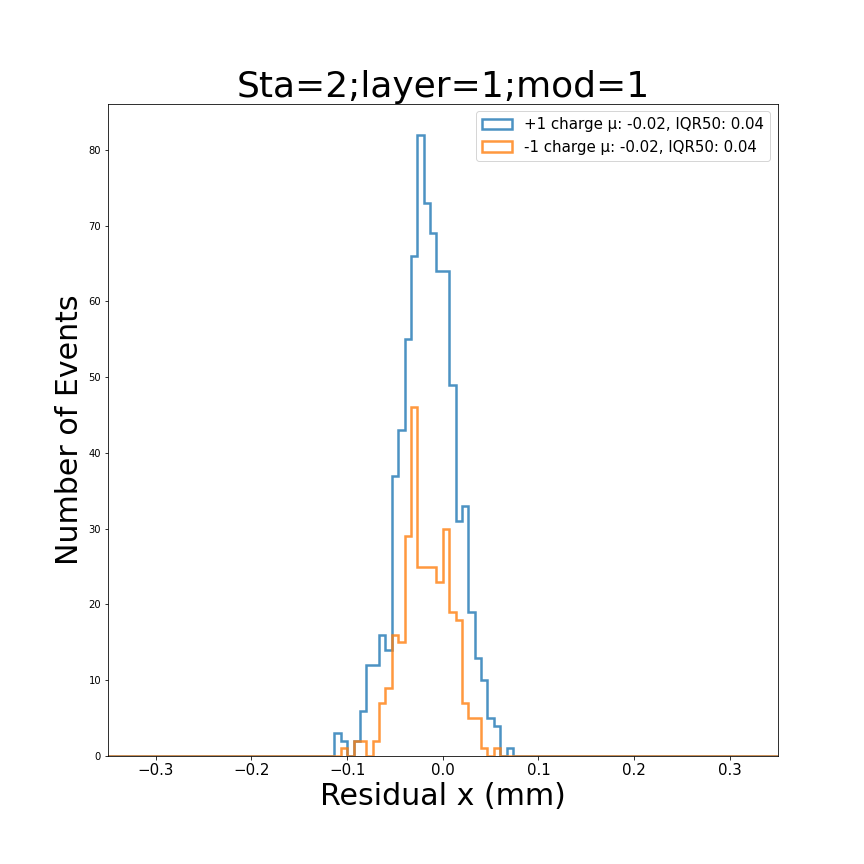 Sta=2;layer=1;mod=1
+1 charge μ: -0.02, IQR50: 0.04
-1 charge μ: -0.02, IQR50: 0.04
Number of Events
80
70
60
50
40
30
20
10
0
−0.3 −0.2 −0.1 0.0 0.1 0.2 0.3
Residual x (mm)